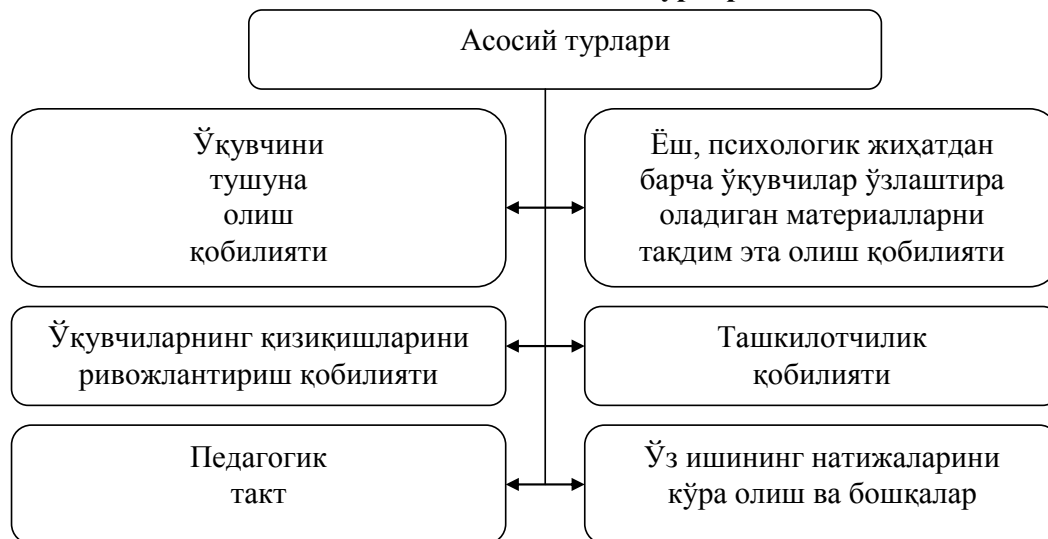 Асосий турлари
Ўқувчини
тушуна
олиш
қобилияти
Ёш, психологик жиҳатдан
барча ўқувчилар ўзлаштира
оладиган материалларни
тақдим эта олиш қобилияти
Ўқувчиларнинг қизиқишларини
ривожлантириш қобилияти
Ташкилотчилик
қобилияти
Педагогик
такт
Ўз ишининг натижаларини
кўра олиш ва бошқалар